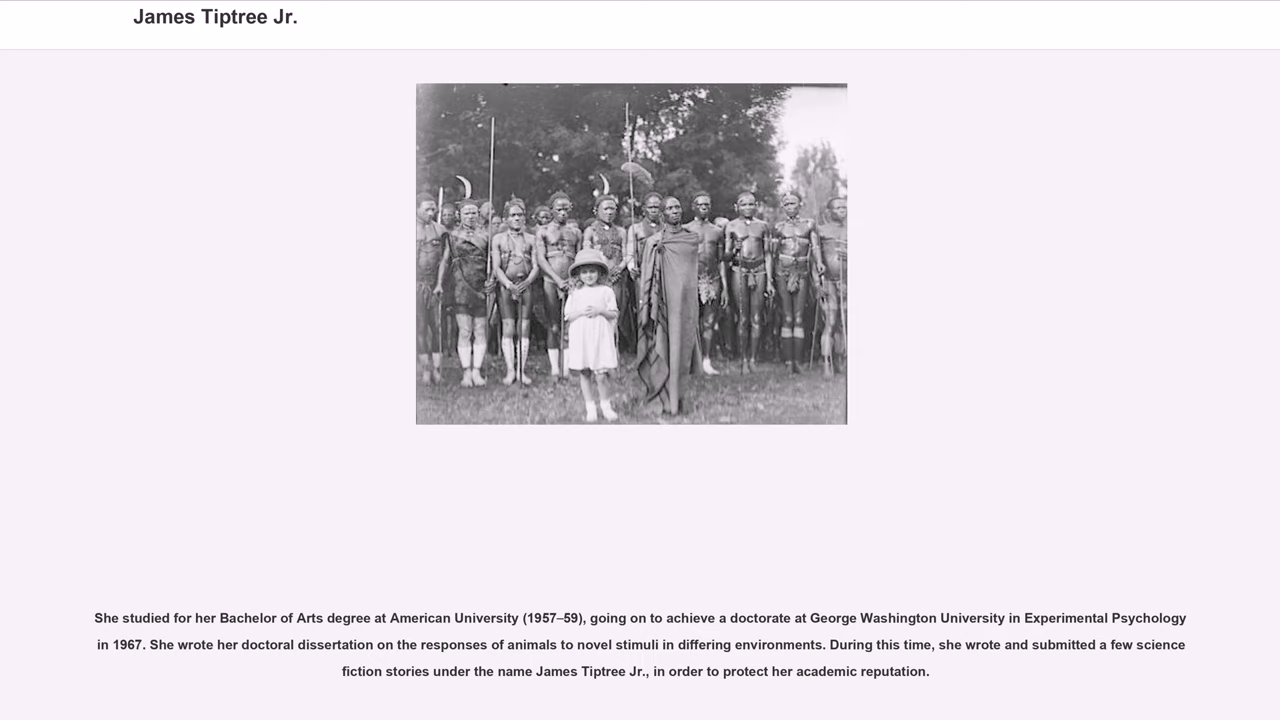 James Tiptree Jr.
She studied for her Bachelor of Arts degree at American University (1957–59), going on to achieve a doctorate at George Washington University in Experimental Psychology
in 1967. She wrote her doctoral dissertation on the responses of animals to novel stimuli in differing environments. During this time, she wrote and submitted a few science
fiction stories under the name James Tiptree Jr., in order to protect her academic reputation.